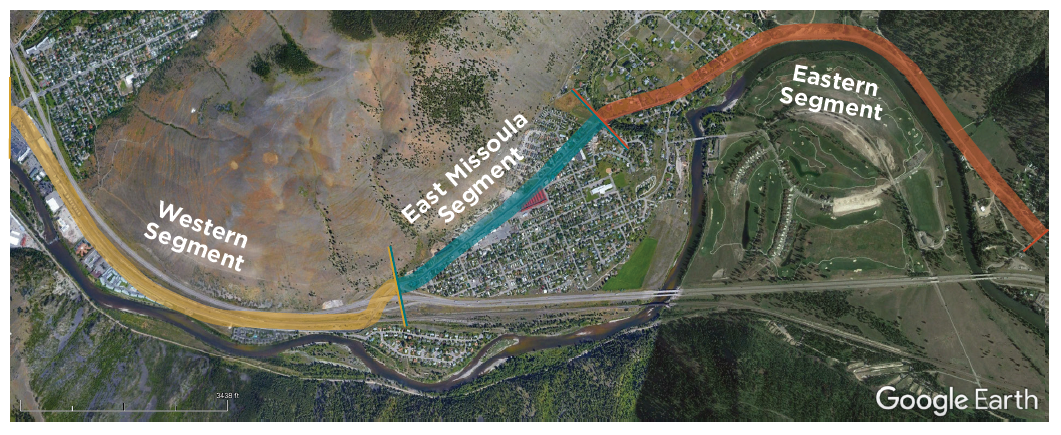 Western
Segment
East Missoula
Segment
Eastern
Segment
3438 ft
Google Earth